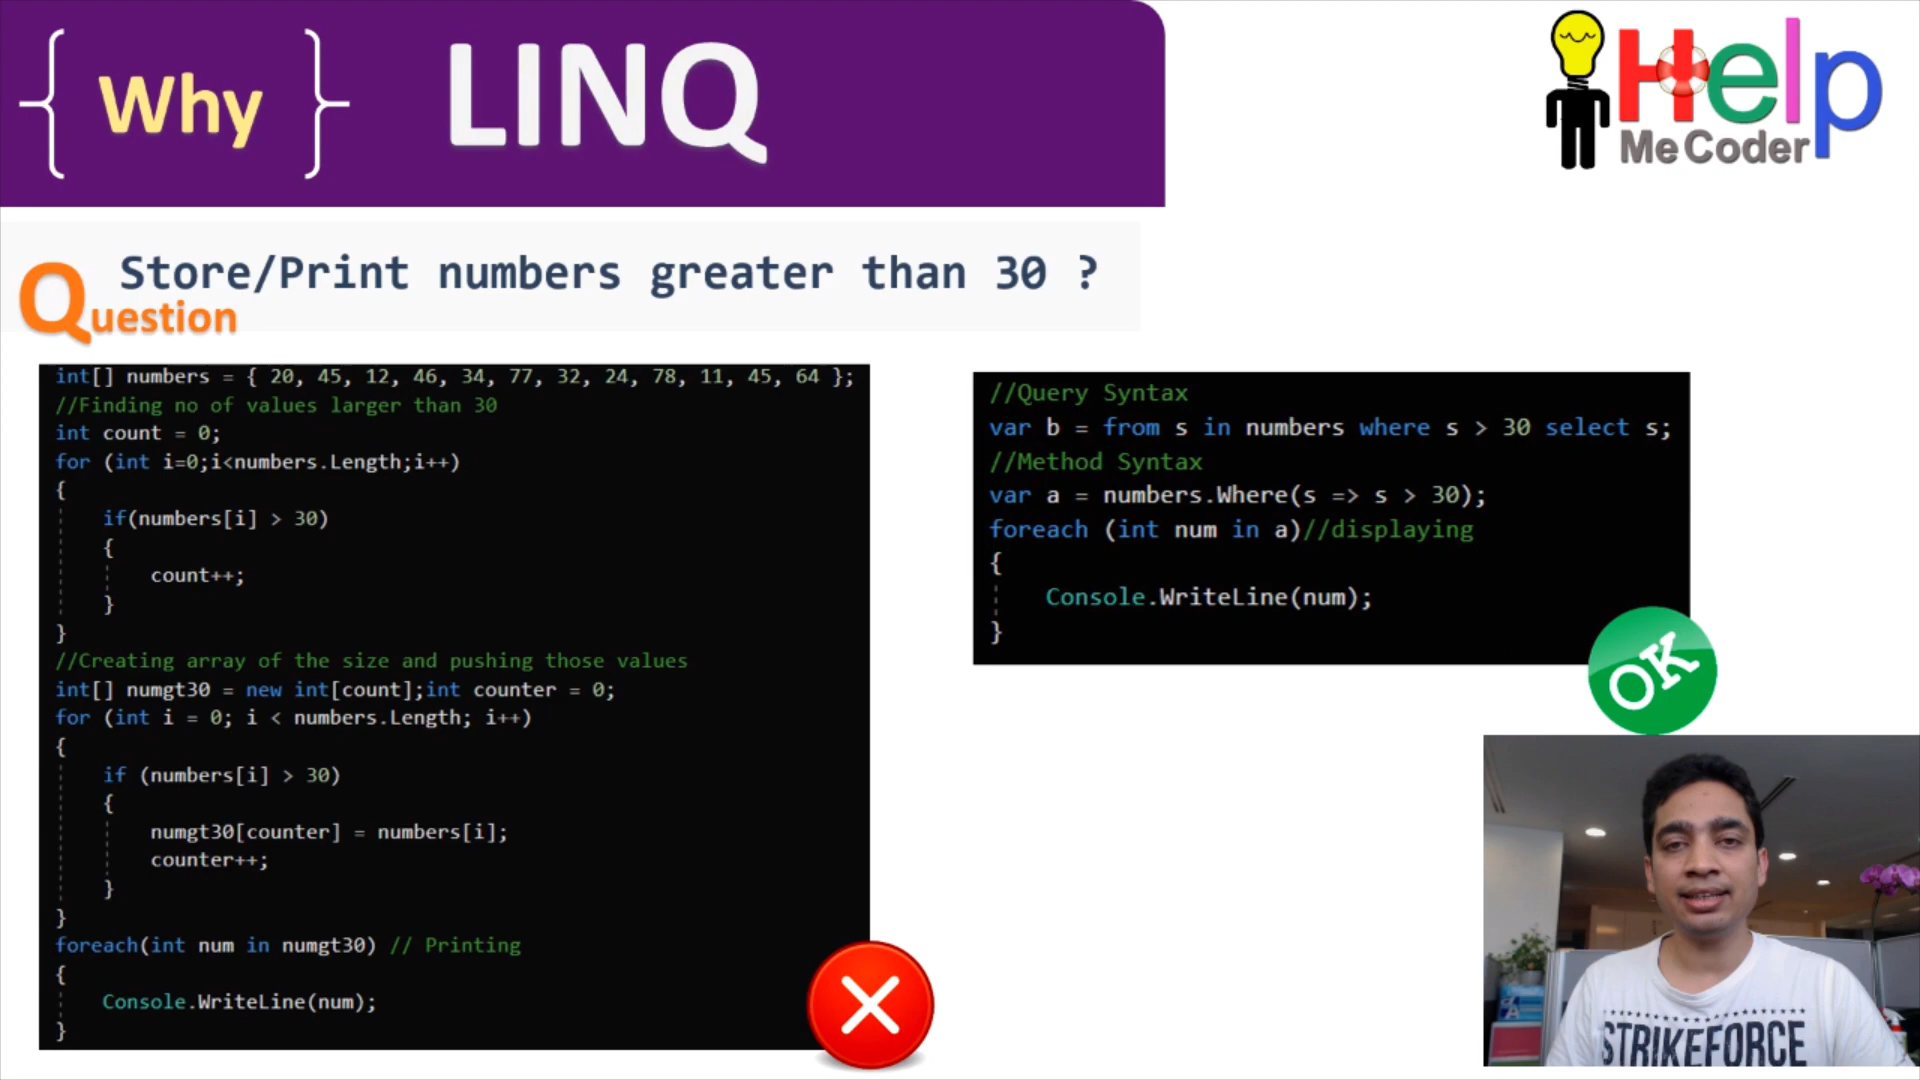 { Why } LINQ
Help
Me Coder
Store/Print numbers greater than 30 ?
Question
int[] numbers = { 20, 45, 12, 46, 34, 77, 32, 24, 78, 11, 45, 64 };
//Finding no of values larger than 30
int count = 0;
for (int i=0;i<numbers.Length;i++)
{
if(numbers[i] > 30)
{
count++;
}
}
//Creating array of the size and pushing those values
int[] numgt30 = new int[count];int counter = 0;
for (int i = 0; i < numbers.Length; i++)
{
if (numbers[i] > 30)
{
numgt30[counter] = numbers[i];
counter++;
}
}
foreach(int num in numgt30) // Printing
{
Console.WriteLine(num);
}
//Query Syntax
var b = from s in numbers where s > 30 select s;
//Method Syntax
var a = numbers.Where(s => s > 30);
foreach (int num in a)//displaying
{
Console.WriteLine(num);
}
OK
STRIKEFORCE